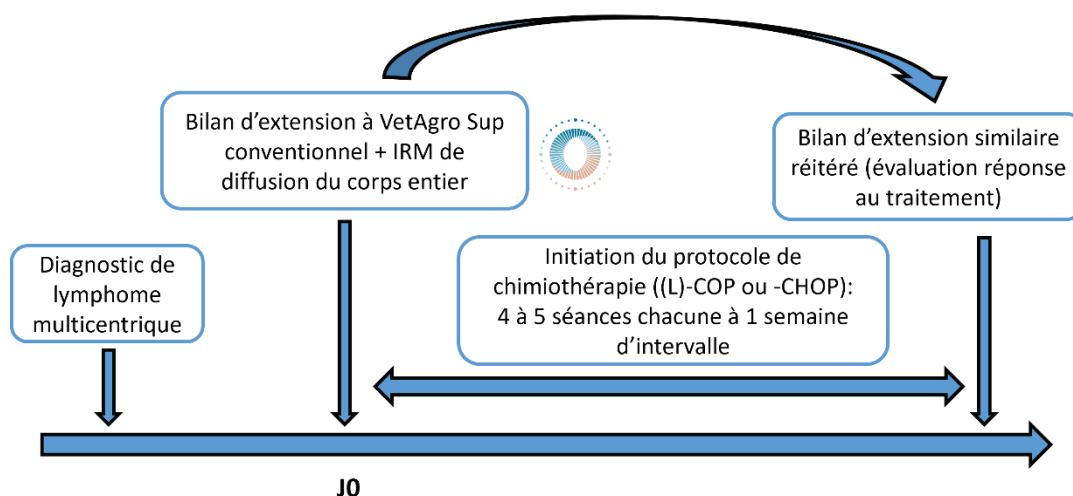 Bilan d'extension à VetAgro Sup
conventionnel + IRM de
diffusion du corps entier
Bilan d'extension similaire
réitéré (évaluation réponse
au traitement)
Diagnostic de
lymphome
multicentrique
Initiation du protocole de
chimiothérapie ((L)-COP ou -CHOP):
4 à 5 séances chacune à 1 semaine
d'intervalle
J0